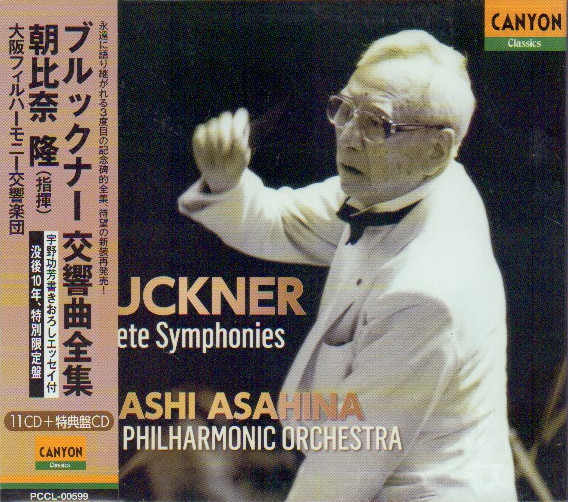 永遠に語り継がれる3度目の記念碑的全集、待望の新装再発売！
ブルックナー 交響曲全集
朝比奈 隆（指揮）
大阪フィルハーモニー交響楽団
宇野功芳書きおろしエッセイ付
没後10年、特別限定盤
11CD＋特典盤CD
CANYON
Classics
PCCL-00599
CANYON
Classics
UCKNER
ete Symphonies
ASHI ASAHINA
PHILHARMONIC ORCHESTRA